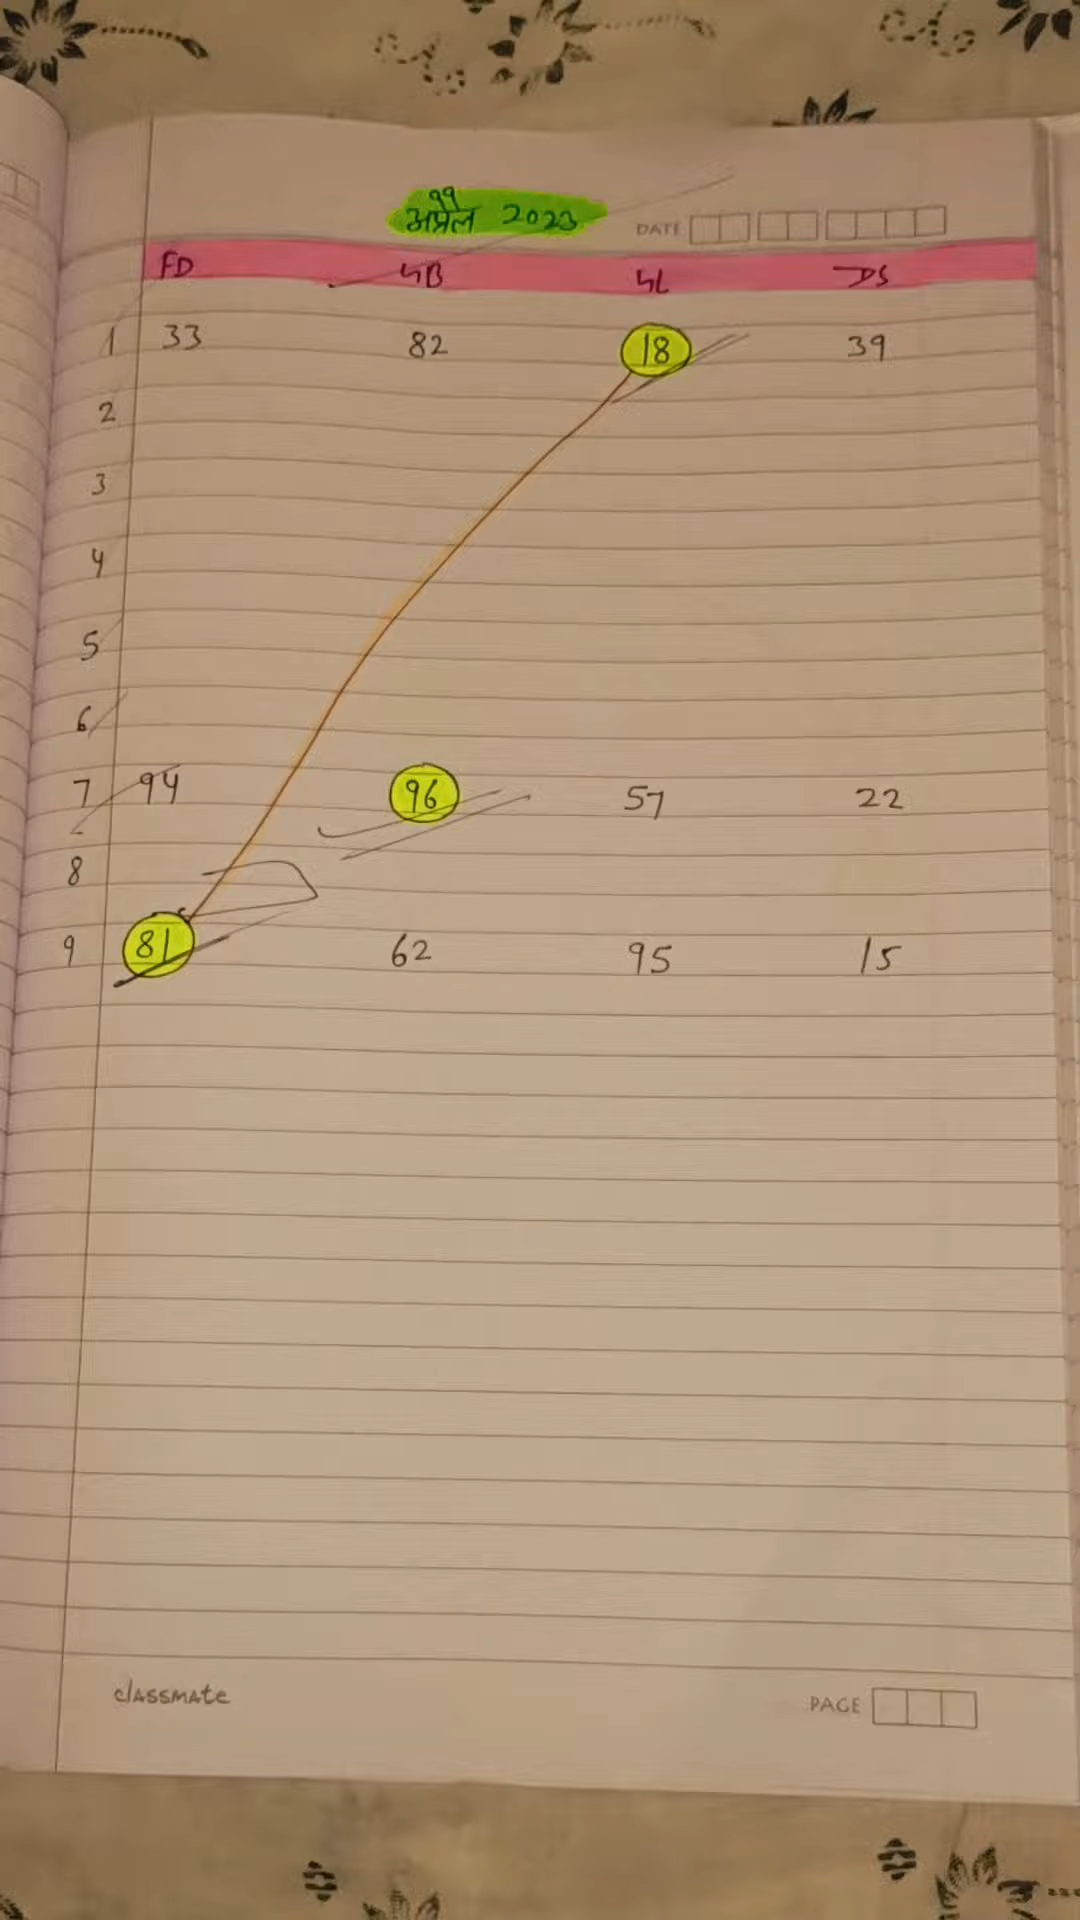 99
अप्रैल 2023
DATE
FD GB GL DS
1 33 82 18 39
2
3
4
5
6
7 94 96 57 22
8
9 81 62 95 15
classmate PAGE